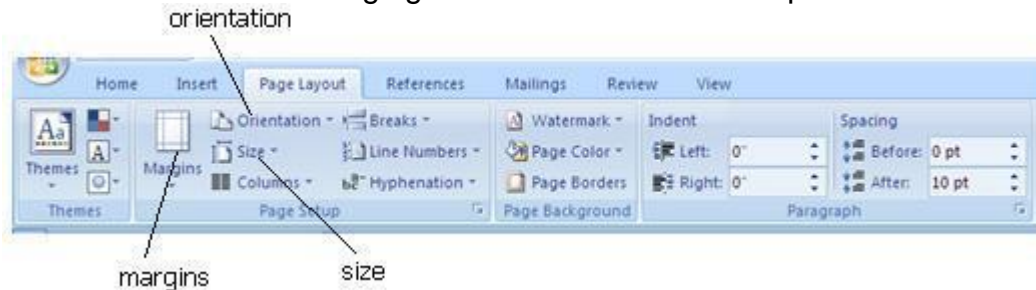 orientation
Home Insert Page Layout References Mailings Review View
Orientation Breaks Watermark Indent Spacing
Aa A Themes Margins
Size Line Numbers Page Color Left: 0" Before: 0 pt
Columns Hyphenation Page Borders Right: 0" After: 10 pt
Themes Page Setup Page Background Paragraph
margins size